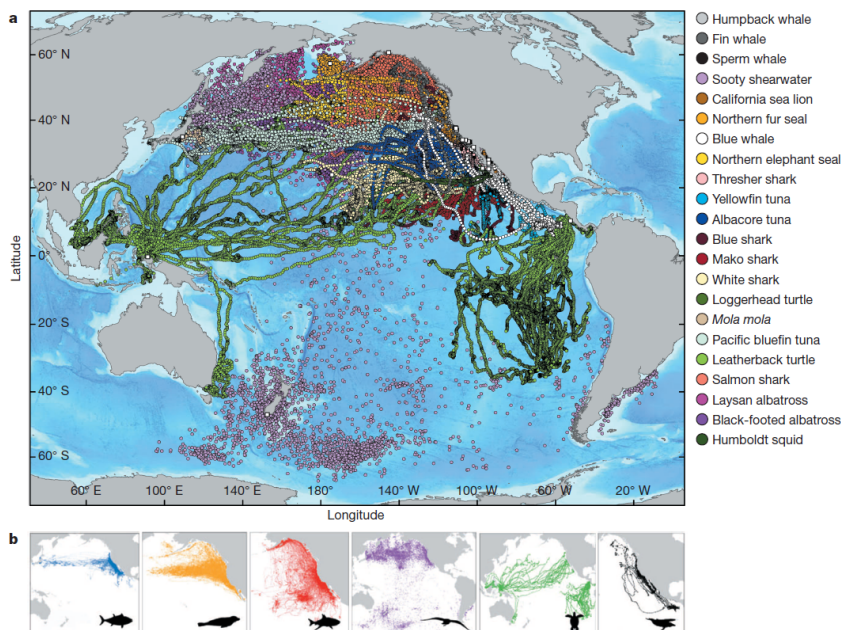 a
60° N
40° N
20° N
0°
20° S
40° S
60° S
Latitude
60° E 100° E 140° E 180° 140° W 100° W 60° W 20° W
Longitude
Humpback whale
Fin whale
Sperm whale
Sooty shearwater
California sea lion
Northern fur seal
Blue whale
Northern elephant seal
Thresher shark
Yellowfin tuna
Albacore tuna
Blue shark
Mako shark
White shark
Loggerhead turtle
Mola mola
Pacific bluefin tuna
Leatherback turtle
Salmon shark
Laysan albatross
Black-footed albatross
Humboldt squid
b